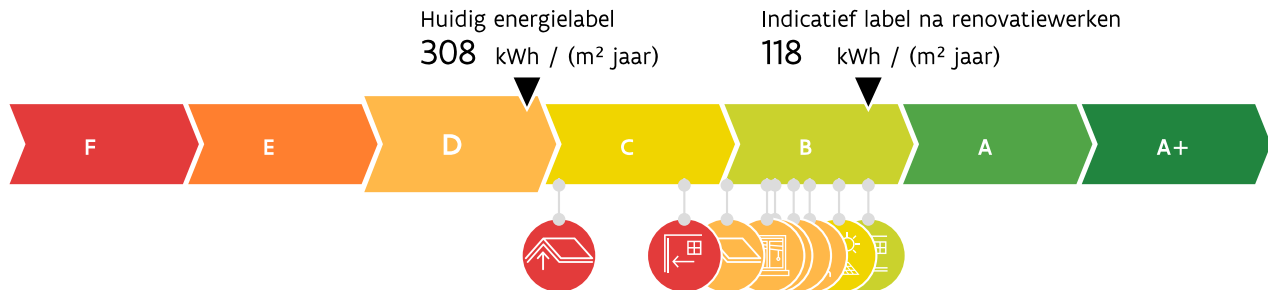 Huidig energielabel
308 kWh / (m² jaar)
Indicatief label na renovatiewerken
118 kWh / (m² jaar)
F E D C B A A+